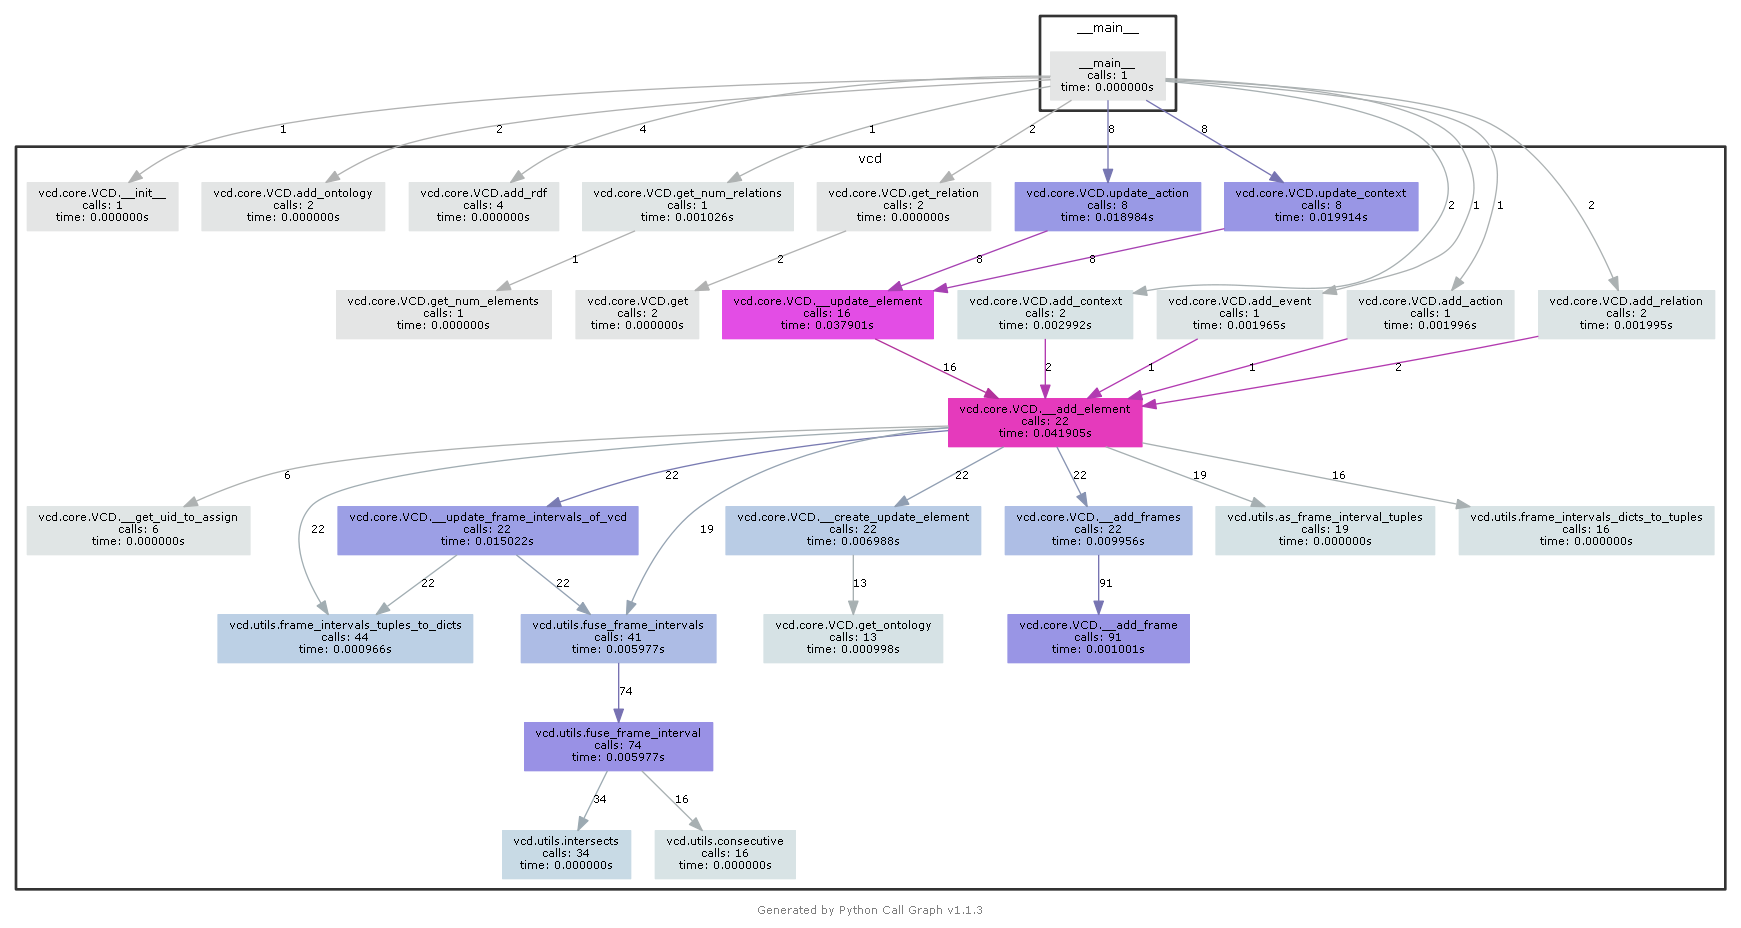 __main__
__main__
calls: 1
time: 0.000000s
1
2
4
1
2
8
8
vcd
vcd.core.VCD.__init__
calls: 1
time: 0.000000s
vcd.core.VCD.add_ontology
calls: 2
time: 0.000000s
vcd.core.VCD.add_rdf
calls: 4
time: 0.000000s
vcd.core.VCD.get_num_relations
calls: 1
time: 0.001026s
vcd.core.VCD.get_relation
calls: 2
time: 0.000000s
vcd.core.VCD.update_action
calls: 8
time: 0.018984s
vcd.core.VCD.update_context
calls: 8
time: 0.019914s
2
1
1
2
1
2
8
8
vcd.core.VCD.get_num_elements
calls: 1
time: 0.000000s
vcd.core.VCD.get
calls: 2
time: 0.000000s
vcd.core.VCD.__update_element
calls: 16
time: 0.037901s
vcd.core.VCD.add_context
calls: 2
time: 0.002992s
vcd.core.VCD.add_event
calls: 1
time: 0.001965s
vcd.core.VCD.add_action
calls: 1
time: 0.001996s
vcd.core.VCD.add_relation
calls: 2
time: 0.001995s
16
2
1
1
2
vcd.core.VCD.__add_element
calls: 22
time: 0.041905s
6
22
22
22
19
16
vcd.core.VCD.__get_uid_to_assign
calls: 6
time: 0.000000s
22
vcd.core.VCD.__update_frame_intervals_of_vcd
calls: 22
time: 0.015022s
19
vcd.core.VCD.__create_update_element
calls: 22
time: 0.006988s
vcd.core.VCD.__add_frames
calls: 22
time: 0.009956s
vcd.utils.as_frame_interval_tuples
calls: 19
time: 0.000000s
vcd.utils.frame_intervals_dicts_to_tuples
calls: 16
time: 0.000000s
22
22
13
91
vcd.utils.frame_intervals_tuples_to_dicts
calls: 44
time: 0.000966s
vcd.utils.fuse_frame_intervals
calls: 41
time: 0.005977s
vcd.core.VCD.get_ontology
calls: 13
time: 0.000998s
vcd.core.VCD.__add_frame
calls: 91
time: 0.001001s
74
vcd.utils.fuse_frame_interval
calls: 74
time: 0.005977s
34
16
vcd.utils.intersects
calls: 34
time: 0.000000s
vcd.utils.consecutive
calls: 16
time: 0.000000s
Generated by Python Call Graph v1.1.3